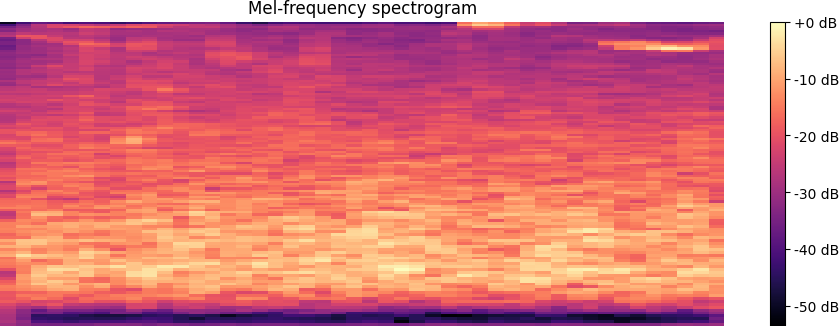 Mel-frequency spectrogram
+0 dB
-10 dB
-20 dB
-30 dB
-40 dB
-50 dB